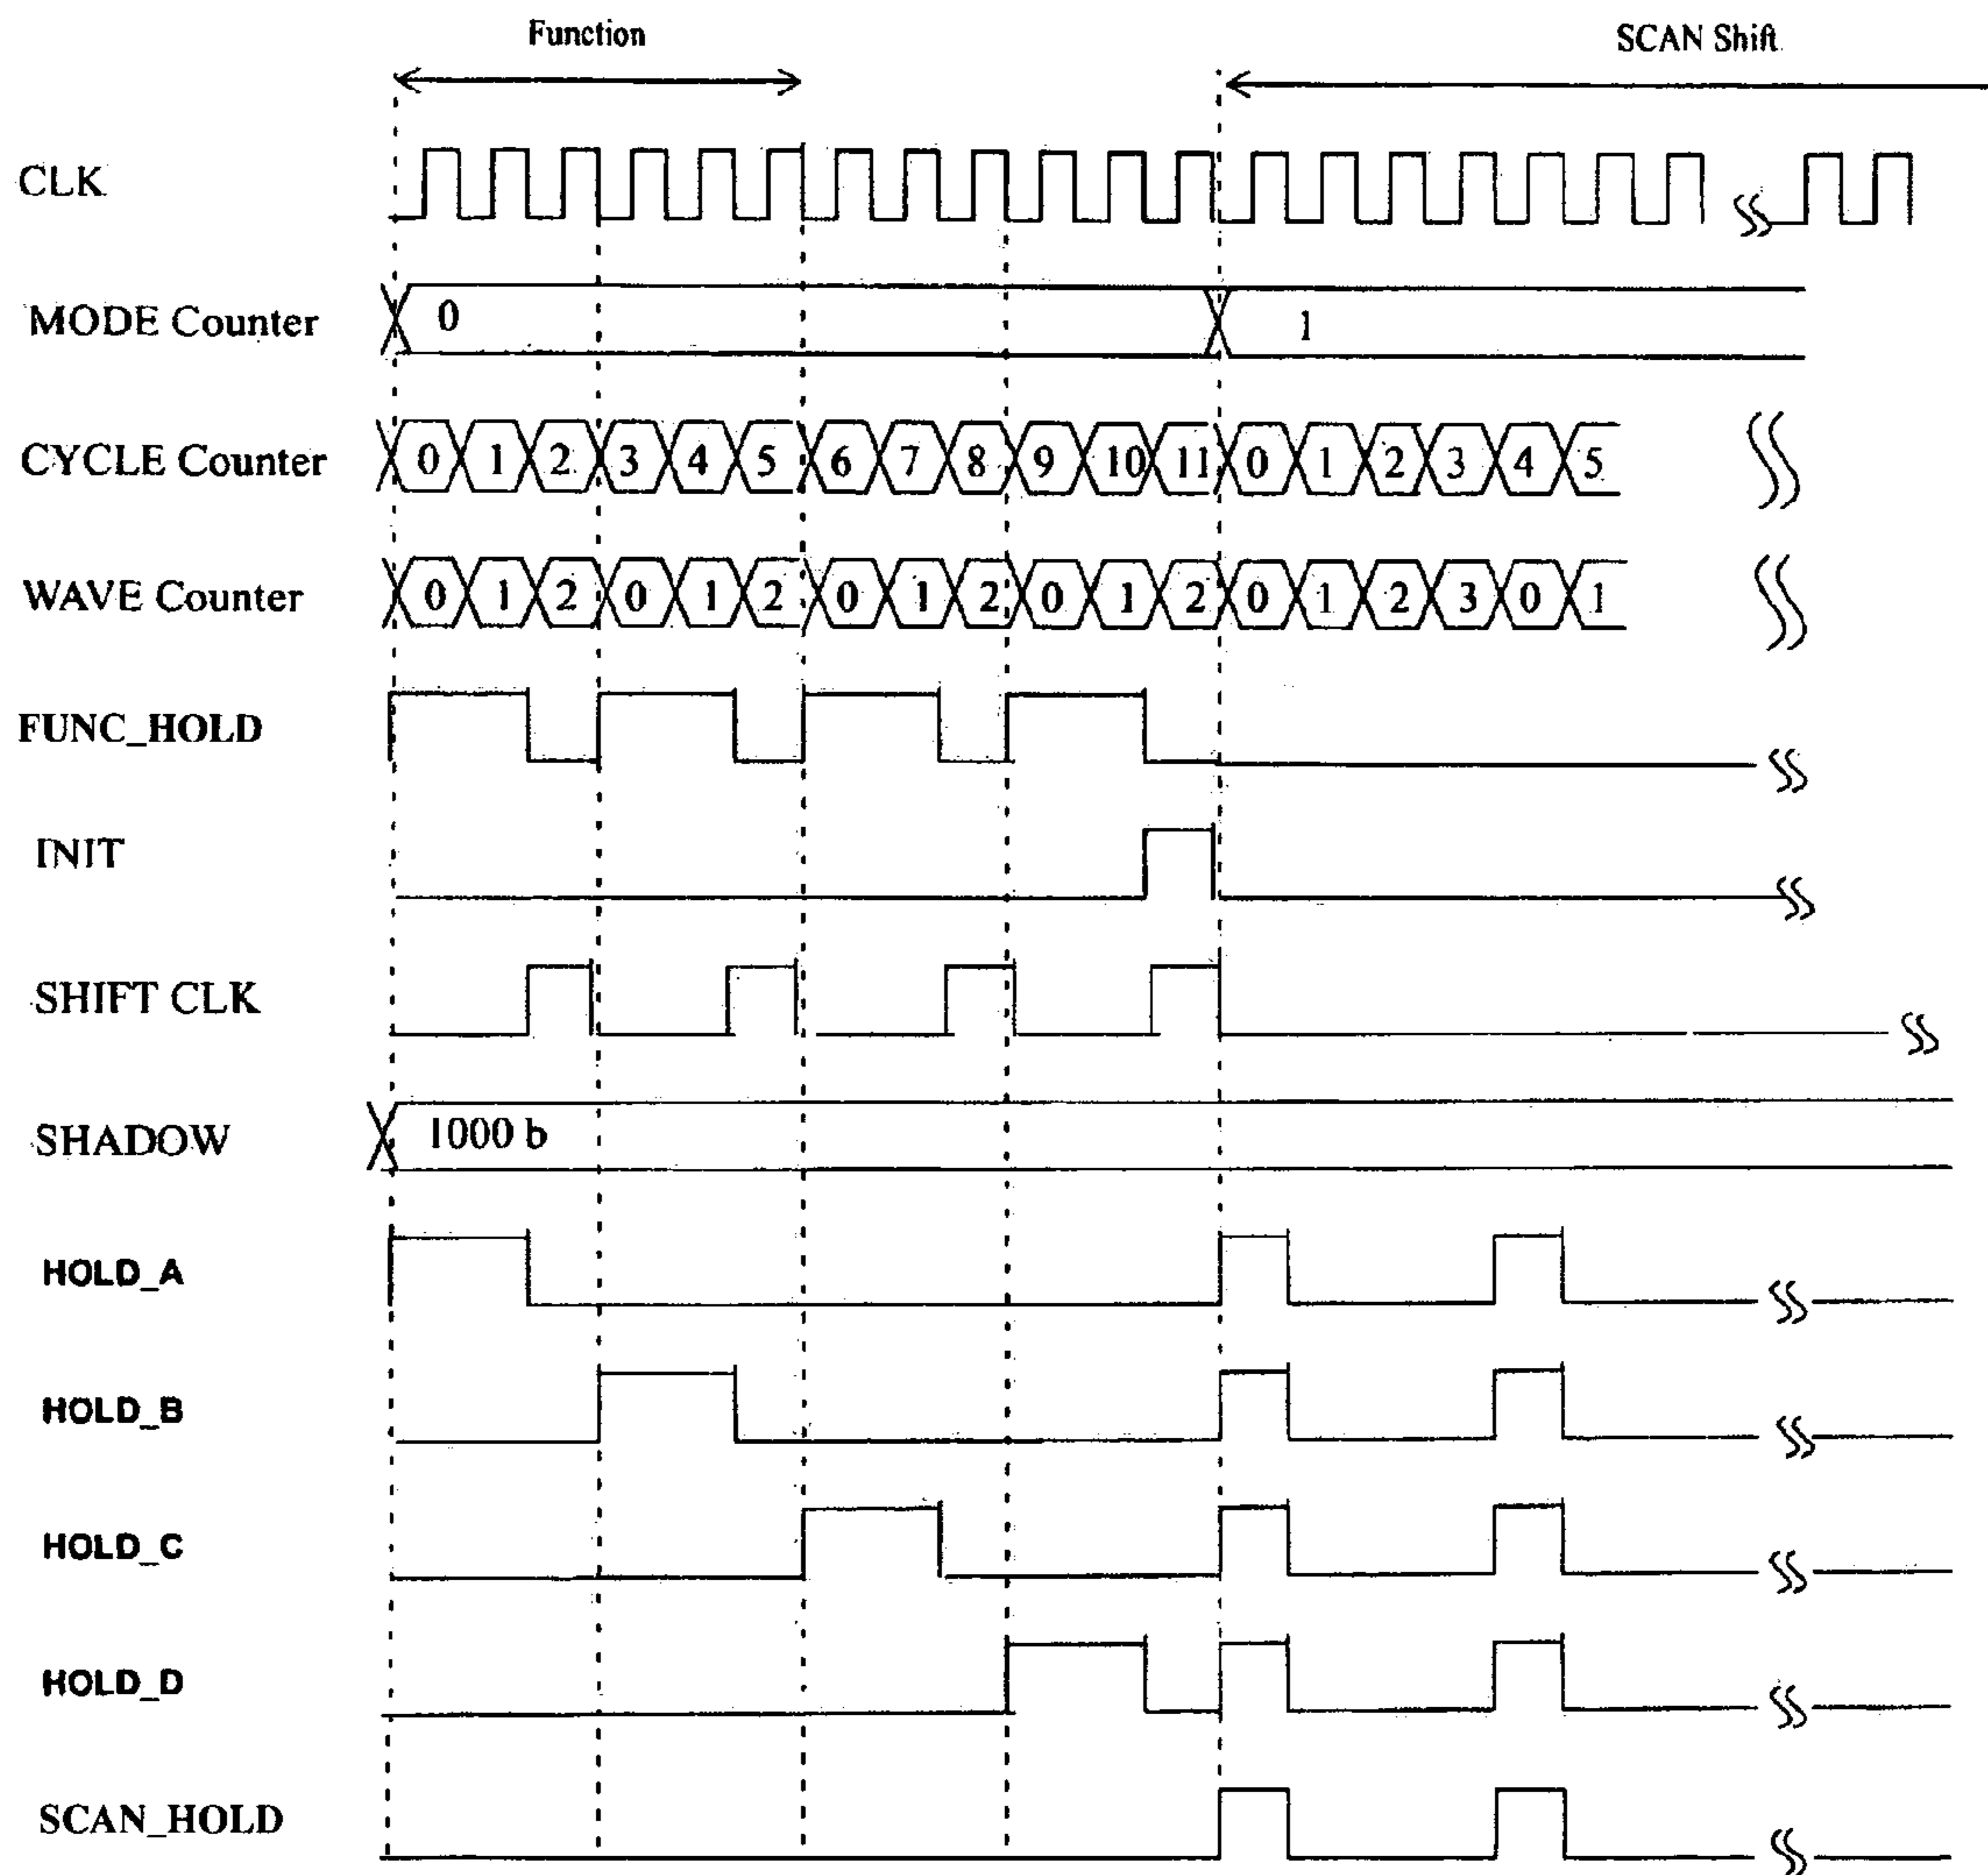 Function
SCAN Shift
CLK
MODE Counter 0 1
CYCLE Counter 0 1 2 3 4 5 6 7 8 9 10 11 0 1 2 3 4 5
WAVE Counter 0 1 2 0 1 2 0 1 2 0 1 2 0 1 2 3 0 1
FUNC_HOLD
INIT
SHIFT CLK
SHADOW 1000 b
HOLD_A
HOLD_B
HOLD_C
HOLD_D
SCAN_HOLD